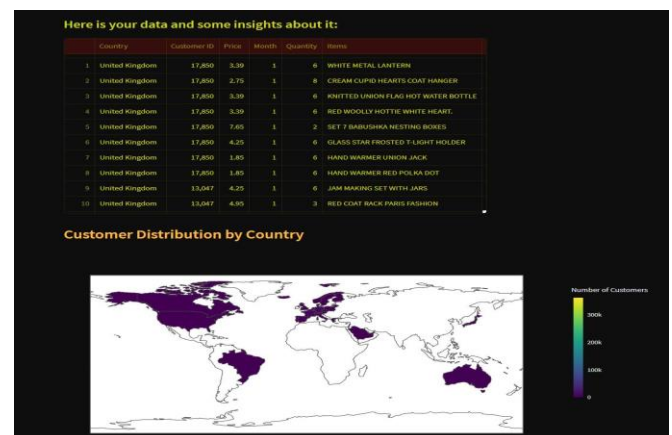 Here is your data and some insights about it:
Country Customer ID Price Month Quantity Items
1 United Kingdom 17,850 3.39 1 6 WHITE METAL LANTERN
2 United Kingdom 17,850 2.75 1 8 CREAM CUPID HEARTS COAT HANGER
3 United Kingdom 17,850 3.39 1 6 KNITTED UNION FLAG HOT WATER BOTTLE
4 United Kingdom 17,850 3.39 1 6 RED WOOLLY HOTTIE WHITE HEART.
5 United Kingdom 17,850 7.65 1 2 SET 7 BABUSHKA NESTING BOXES
6 United Kingdom 17,850 4.25 1 6 GLASS STAR FROSTED T-LIGHT HOLDER
7 United Kingdom 17,850 1.85 1 6 HAND WARMER UNION JACK
8 United Kingdom 17,850 1.85 1 6 HAND WARMER RED POLKA DOT
9 United Kingdom 13,047 4.25 1 6 JAM MAKING SET WITH JARS
10 United Kingdom 13,047 4.95 1 3 RED COAT RACK PARIS FASHION
Customer Distribution by Country
Number of Customers
300k
200k
100k
0